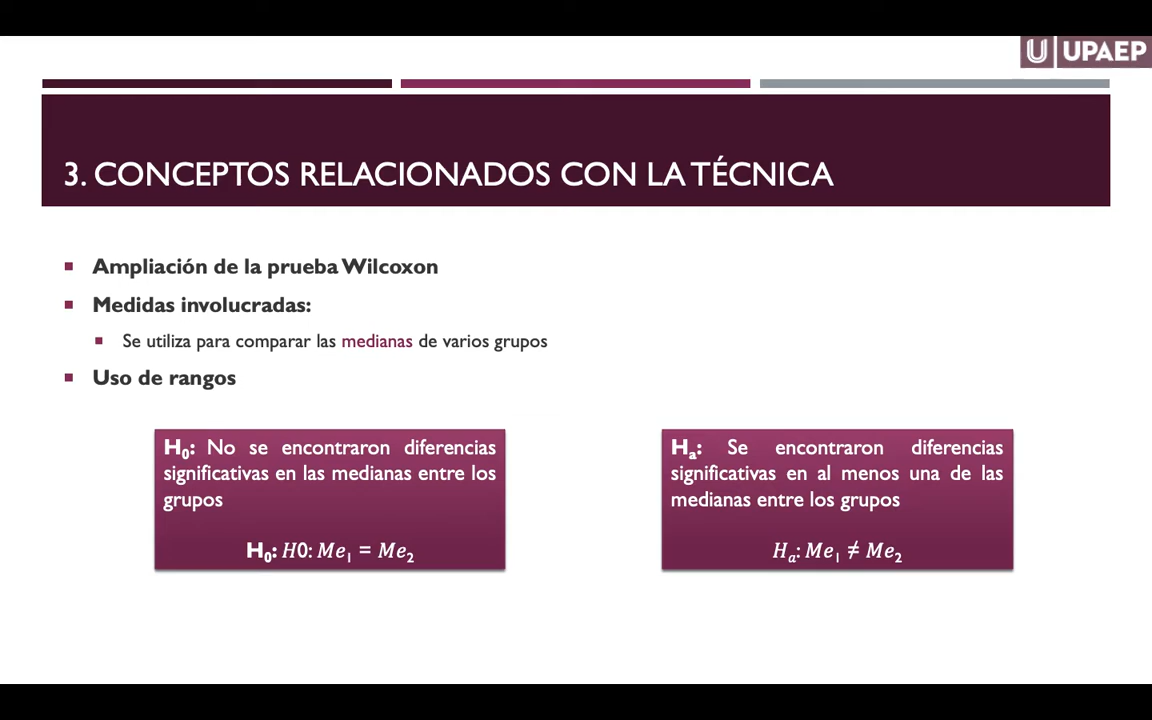 UPAEP
3. CONCEPTOS RELACIONADOS CON LA TÉCNICA
Ampliación de la prueba Wilcoxon
Medidas involucradas:
Se utiliza para comparar las medianas de varios grupos
Uso de rangos
H₀: No se encontraron diferencias
significativas en las medianas entre los
grupos
H₀: H0: Me₁ = Me₂
Hₐ: Se encontraron diferencias
significativas en al menos una de las
medianas entre los grupos
Hₐ: Me₁ ≠ Me₂